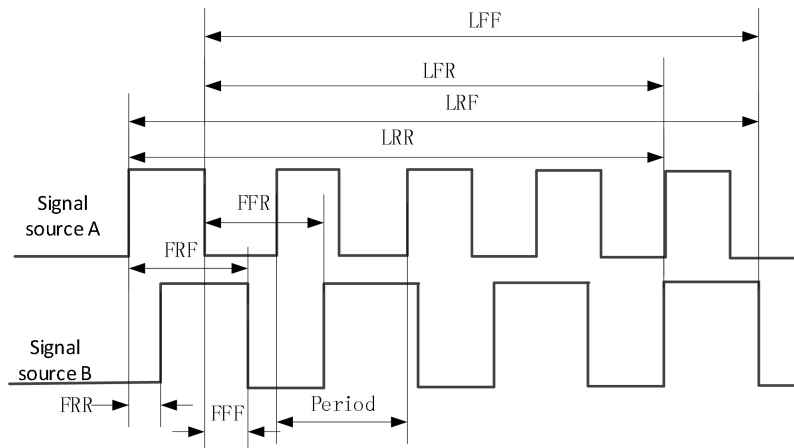 LFF
LFR
LRF
LRR
Signal
source A
FFR
FRF
Signal
source B
FRR
FFF
Period